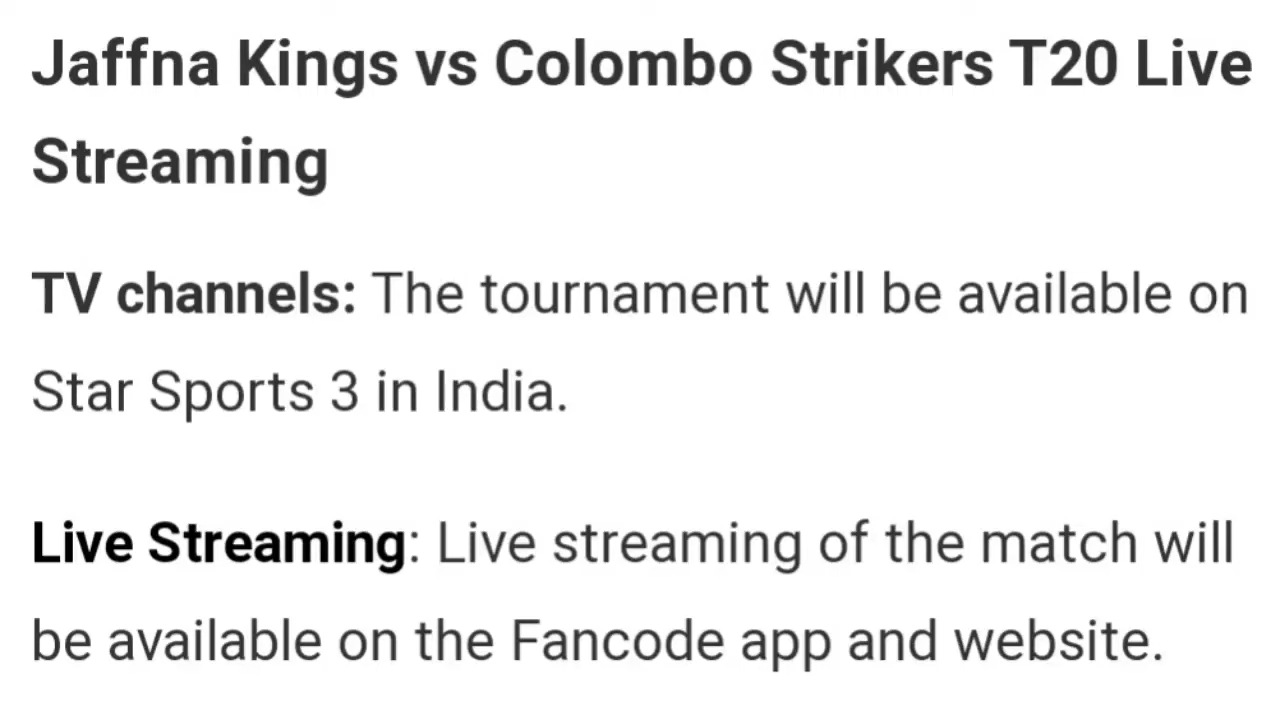 Jaffna Kings vs Colombo Strikers T20 Live
Streaming
TV channels: The tournament will be available on
Star Sports 3 in India.
Live Streaming: Live streaming of the match will
be available on the Fancode app and website.